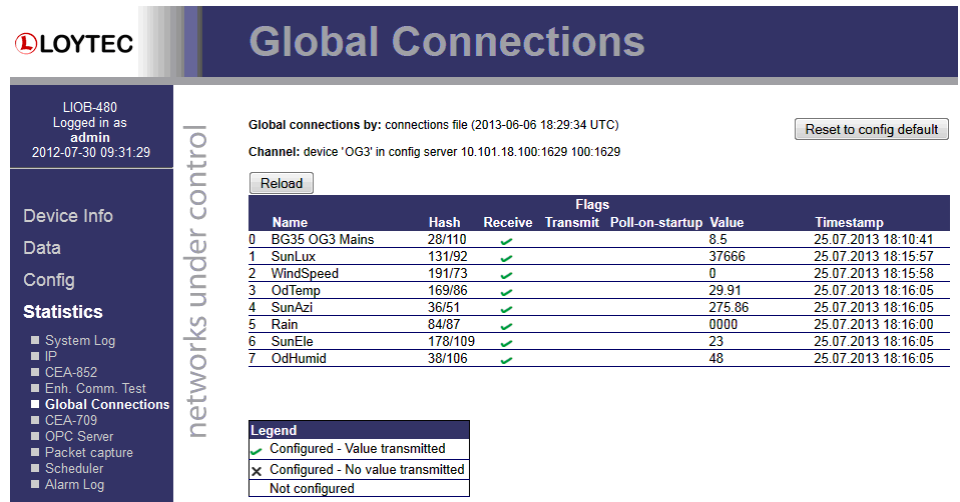 LOYTEC
Global Connections
LIOB-480
Logged in as
admin
2012-07-30 09:31:29
Device Info
Data
Config
Statistics
System Log
IP
CEA-852
Enh. Comm. Test
Global Connections
CEA-709
OPC Server
Packet capture
Scheduler
Alarm Log
networks under control
Global connections by: connections file (2013-06-06 18:29:34 UTC)
Reset to config default
Channel: device 'OG3' in config server 10.101.18.100:1629 100:1629
Reload
Flags
Name Hash Receive Transmit Poll-on-startup Value Timestamp
0 BG35 OG3 Mains 28/110 8.5 25.07.2013 18:10:41
1 SunLux 131/92 37666 25.07.2013 18:15:57
2 WindSpeed 191/73 0 25.07.2013 18:15:58
3 OdTemp 169/86 29.91 25.07.2013 18:16:05
4 SunAzi 36/51 275.86 25.07.2013 18:16:05
5 Rain 84/87 0000 25.07.2013 18:16:00
6 SunEle 178/109 23 25.07.2013 18:16:05
7 OdHumid 38/106 48 25.07.2013 18:16:05
Legend
Configured - Value transmitted
Configured - No value transmitted
Not configured